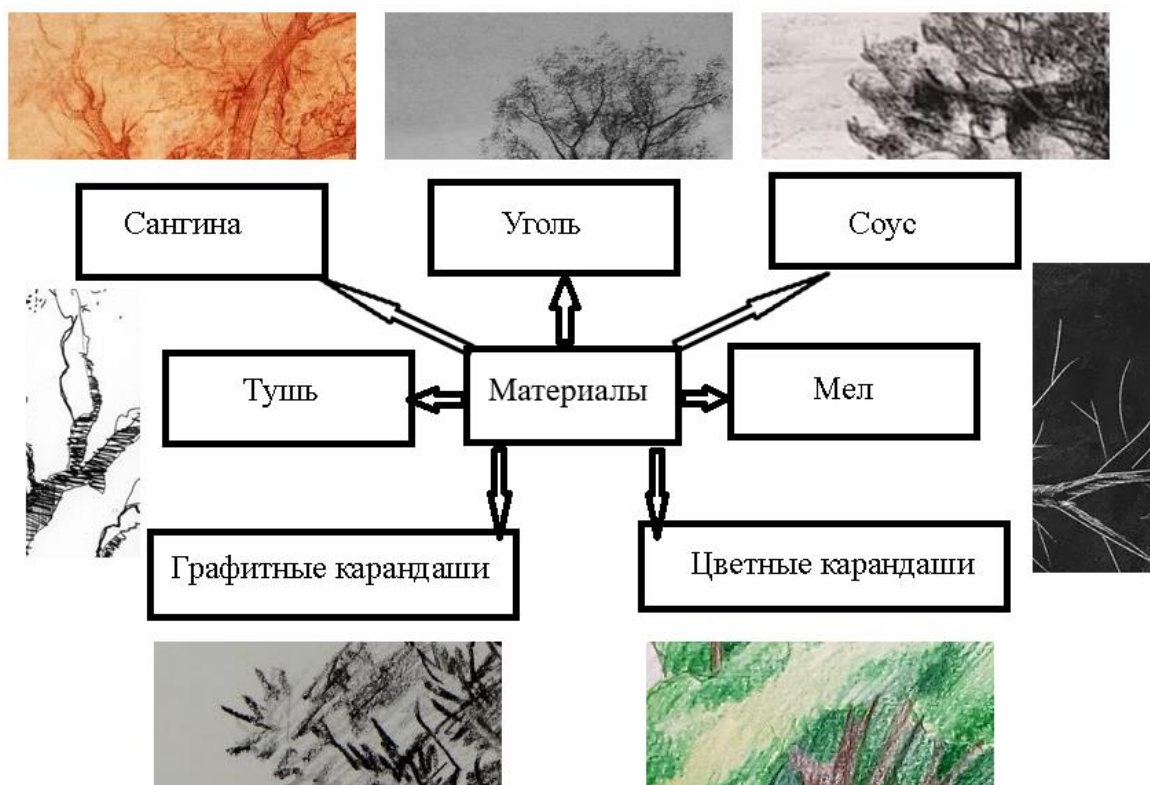 Сангина
Уголь
Соус
Тушь
Материалы
Мел
Графитные карандаши
Цветные карандаши